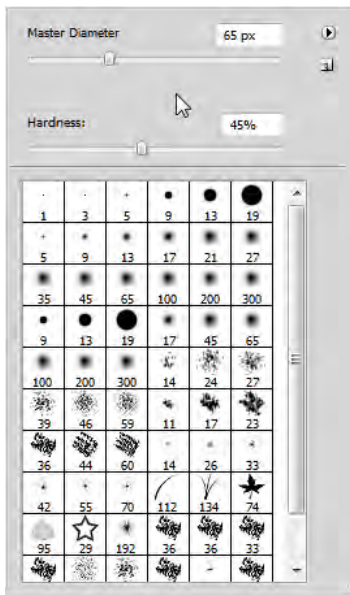 Master Diameter 65 px
Hardness: 45%
1 3 5 9 13 19
5 9 13 17 21 27
35 45 65 100 200 300
9 13 19 17 45 65
100 200 300 14 24 27
39 46 59 11 17 23
36 44 60 14 26 33
42 55 70 112 134 74
95 29 192 36 36 33